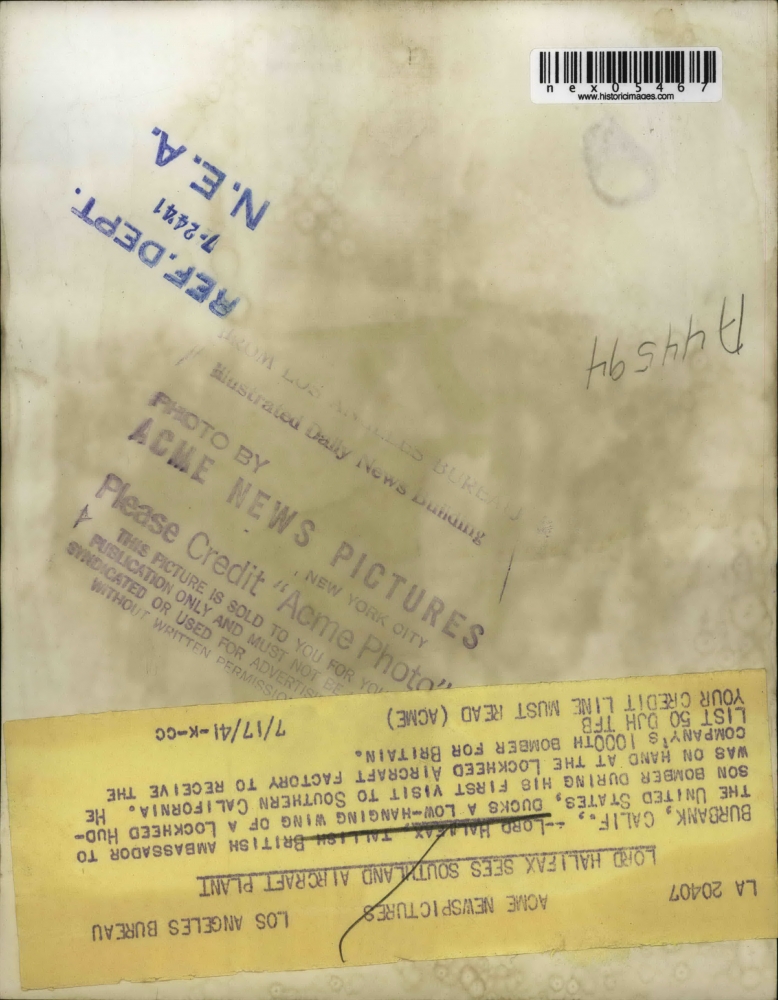 nex05467
www.historicimages.com
REF.DEPT.
7-2441
N.E.A.
A44594
FROM LOS ANGELES BUREAU
Illustrated Daily News Building
PHOTO BY
ACME NEWS PICTURES
NEW YORK CITY
Please Credit "Acme Photo"
THIS PICTURE IS SOLD TO YOU FOR YOU
PUBLICATION ONLY AND MUST NOT BE
SYNDICATED OR USED FOR ADVERTIS
WITHOUT WRITTEN PERMISSIO
LA 20407 ACME NEWSPICTURES LOS ANGELES BUREAU
LORD HALIFAX SEES SOUTHLAND AIRCRAFT PLANT
BURBANK, CALIF., --LORD HALIFAX, TALLISH BRITISH AMBASSADOR TO
THE UNITED STATES, DUCKS A LOW-HANGING WING OF A LOCKHEED HUD-
SON BOMBER DURING HIS FIRST VISIT TO SOUTHERN CALIFORNIA. HE
WAS ON HAND AT THE LOCKHEED AIRCRAFT FACTORY TO RECEIVE THE
COMPANY'S 1000TH BOMBER FOR BRITAIN.
LIST 50 DJH TFB
YOUR CREDIT LINE MUST READ (ACME) 7/17/41-K-CC